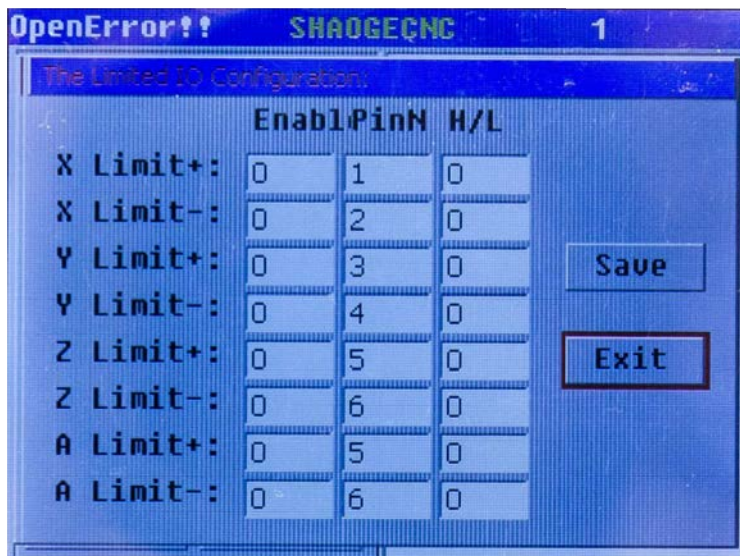 OpenError!! SHAOGECNC 1
The Limited IO Configuration:
Enabl PinN H/L
X Limit+: 0 1 0
X Limit-: 0 2 0
Y Limit+: 0 3 0
Save
Y Limit-: 0 4 0
Z Limit+: 0 5 0
Exit
Z Limit-: 0 6 0
A Limit+: 0 5 0
A Limit-: 0 6 0